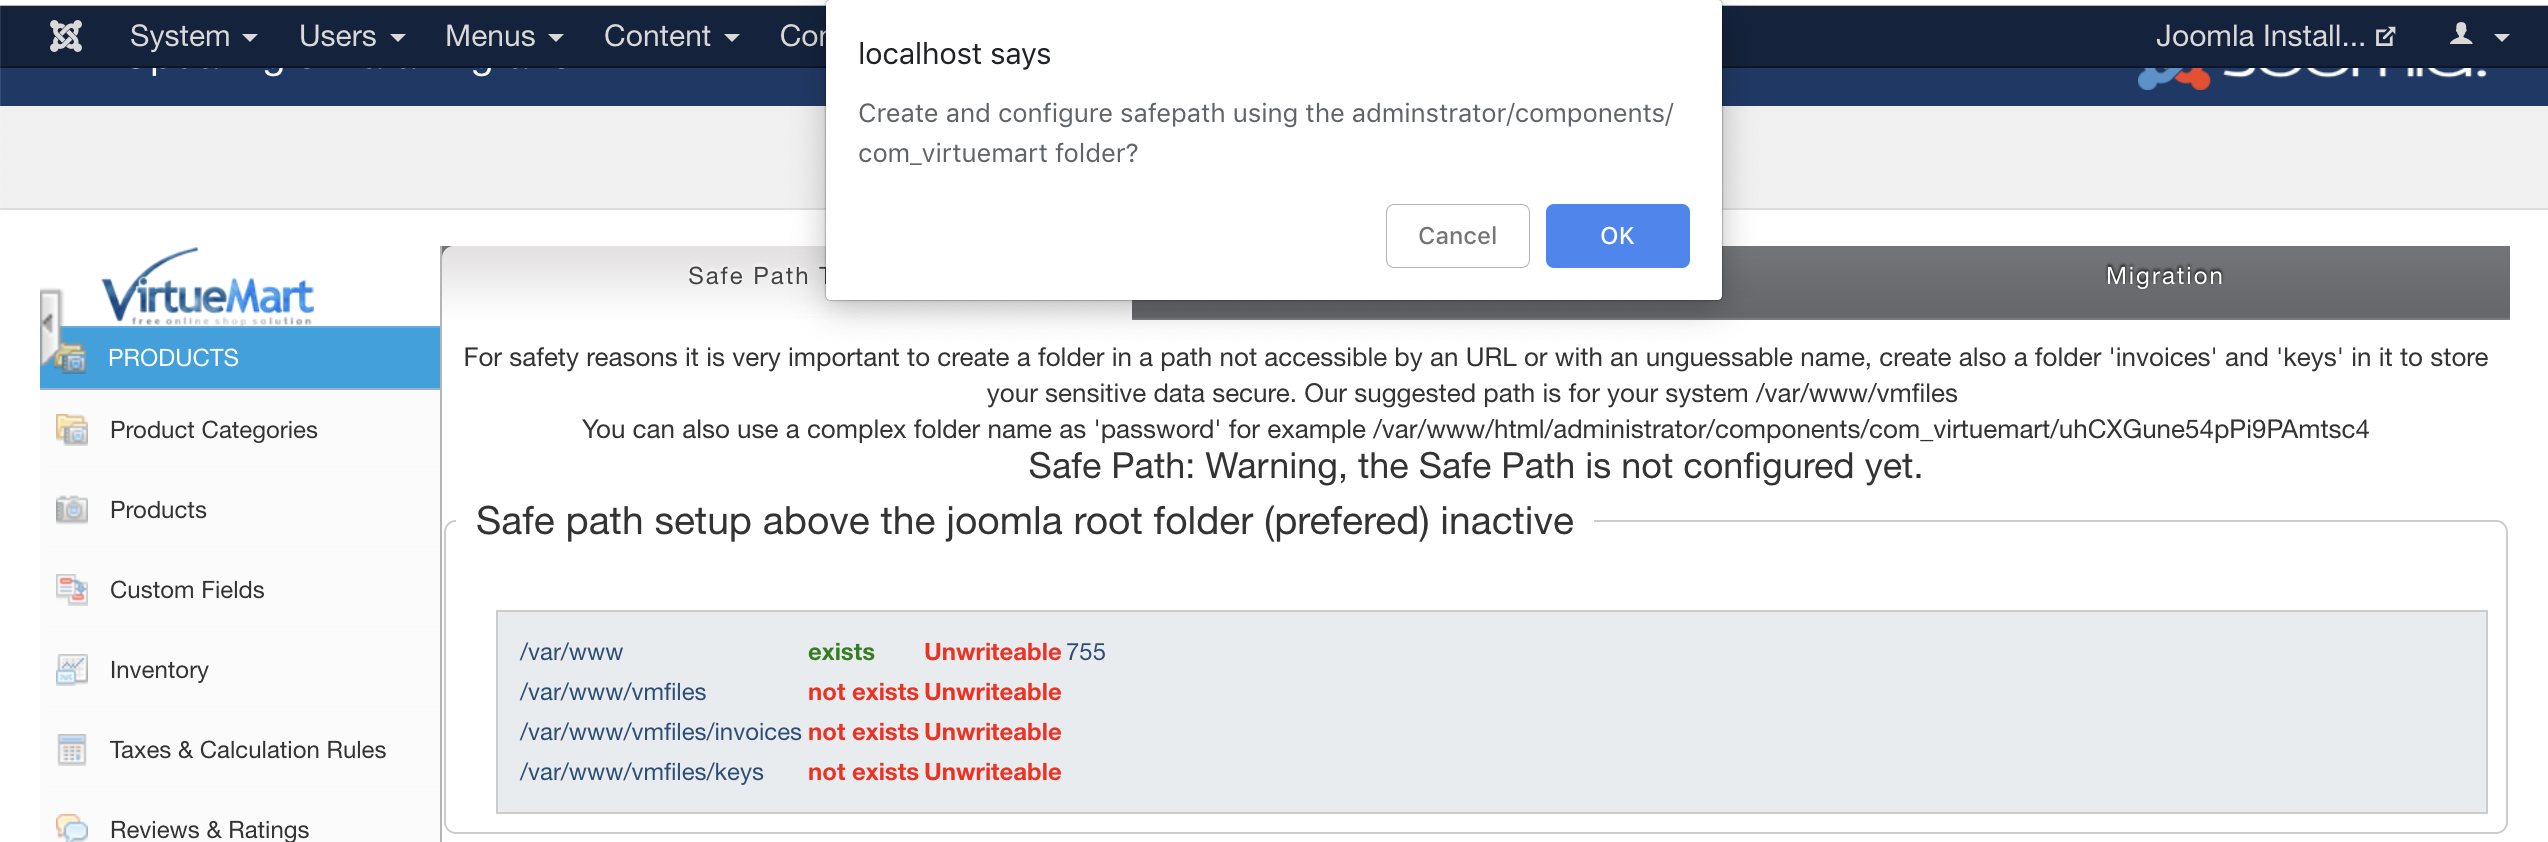 System Users Menus Content Joomla Install...
localhost says
Create and configure safepath using the adminstrator/components/
com_virtuemart folder?
Cancel OK
VirtueMart
free online shop solution
Safe Path Migration
PRODUCTS
Product Categories
Products
Custom Fields
Inventory
Taxes & Calculation Rules
Reviews & Ratings
For safety reasons it is very important to create a folder in a path not accessible by an URL or with an unguessable name, create also a folder 'invoices' and 'keys' in it to store
your sensitive data secure. Our suggested path is for your system /var/www/vmfiles
You can also use a complex folder name as 'password' for example /var/www/html/administrator/components/com_virtuemart/uhCXGune54pPi9PAmtsc4
Safe Path: Warning, the Safe Path is not configured yet.
Safe path setup above the joomla root folder (prefered) inactive
/var/www exists Unwriteable 755
/var/www/vmfiles not exists Unwriteable
/var/www/vmfiles/invoices not exists Unwriteable
/var/www/vmfiles/keys not exists Unwriteable